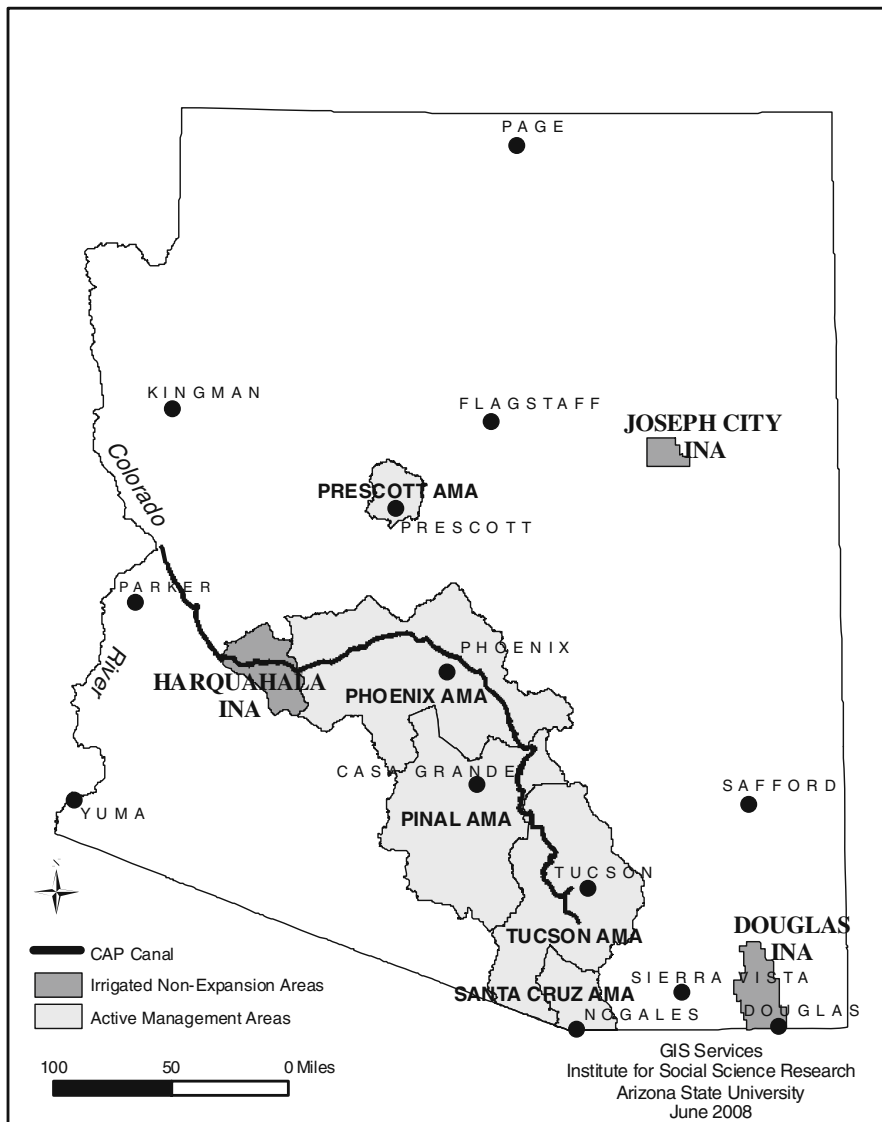 PAGE
KINGMAN
FLAGSTAFF
JOSEPH CITY
INA
Colorado
PRESCOTT AMA
PRESCOTT
PARKER
River
PHOENIX
HARQUAHALA
INA
PHOENIX AMA
CASA GRANDE
SAFFORD
YUMA
PINAL AMA
N
TUCSON
TUCSON AMA
DOUGLAS
INA
CAP Canal
Irrigated Non-Expansion Areas
Active Management Areas
SIERRA VISTA
SANTA CRUZ AMA
NOGALES
DOUGLAS
100 50 0 Miles
GIS Services
Institute for Social Science Research
Arizona State University
June 2008